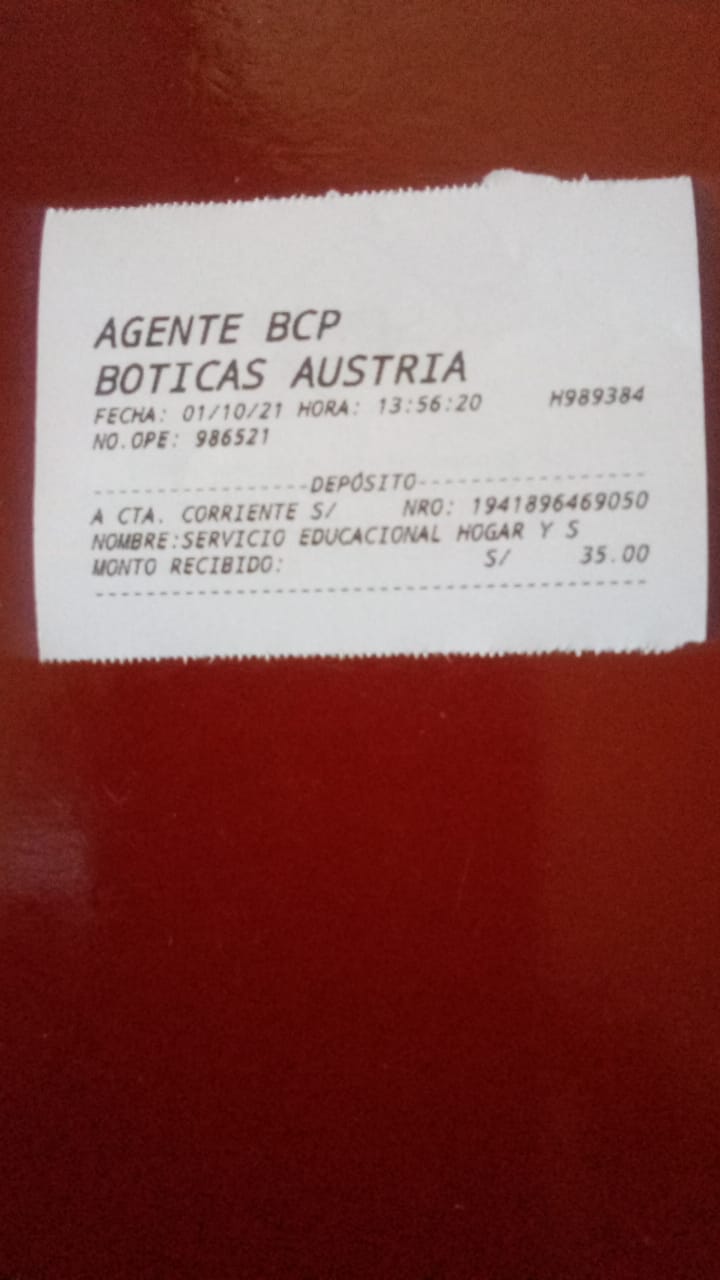 AGENTE BCP
BOTICAS AUSTRIA
FECHA: 01/10/21 HORA: 13:56:20 H989384
NO.OPE: 986521
------------------DEPÓSITO-------------------
A CTA. CORRIENTE S/ NRO: 1941896469050
NOMBRE:SERVICIO EDUCACIONAL HOGAR Y S
MONTO RECIBIDO: S/ 35.00
---------------------------------------------